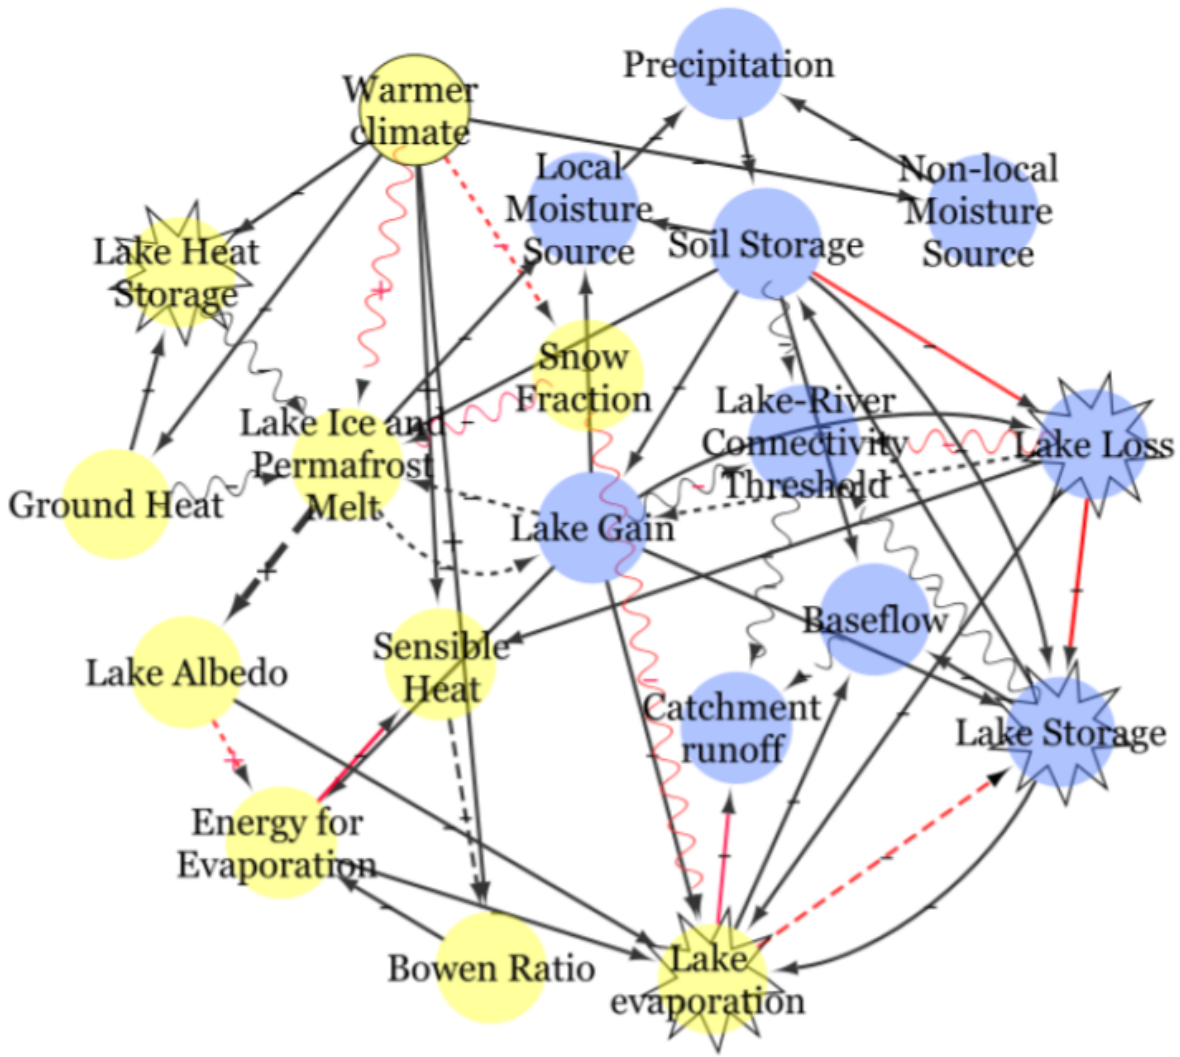 Precipitation
Warmer
climate
Local
Moisture
Source
Non-local
Moisture
Source
Lake Heat
Storage
Soil Storage
Snow
Fraction
Lake Ice and
Permafrost
Melt
Lake-River
Connectivity
Threshold
Lake Loss
Ground Heat
Lake Gain
Baseflow
Lake Albedo
Sensible
Heat
Catchment
runoff
Lake Storage
Energy for
Evaporation
Bowen Ratio
Lake
evaporation